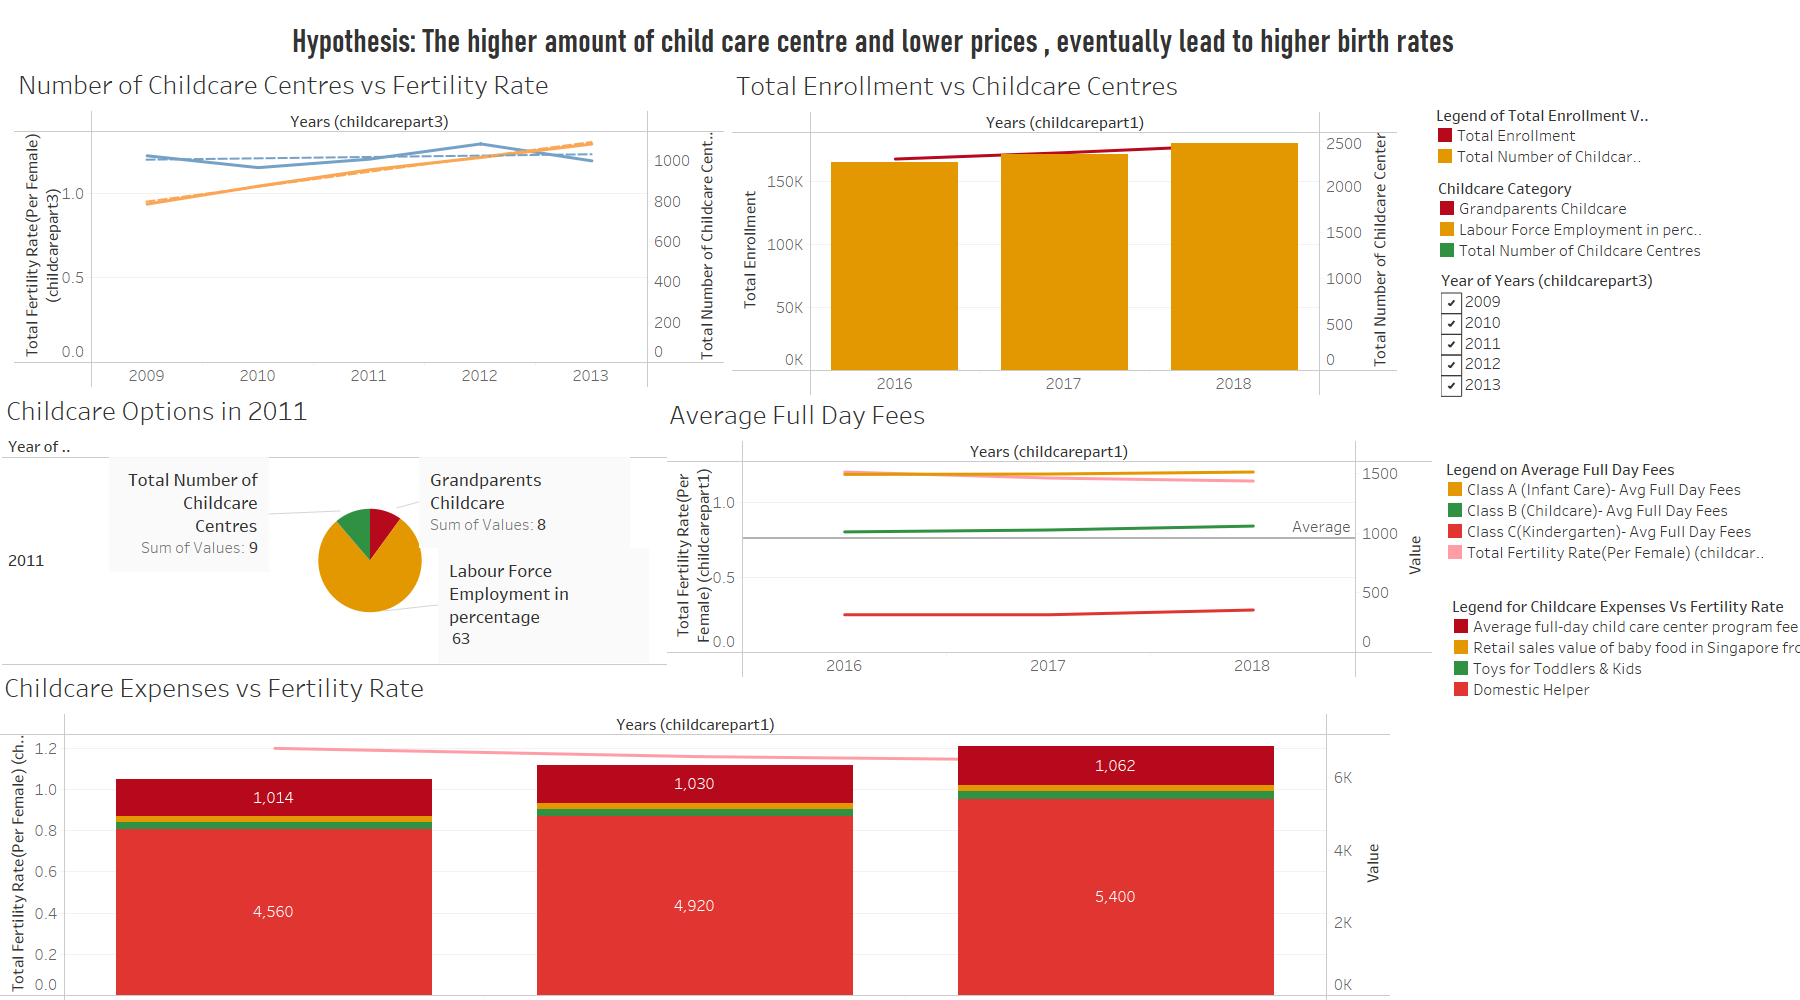 Hypothesis: The higher amount of child care centre and lower prices , eventually lead to higher birth rates
Number of Childcare Centres vs Fertility Rate
Years (childcarepart3)
Total Fertility Rate(Per Female)
(childcarepart3)
1.0
0.5
0.0
1000
800
600
400
200
0
Total Number of Childcare Cent..
2009
2010
2011
2012
2013
Total Enrollment vs Childcare Centres
Years (childcarepart1)
Total Enrollment
150K
100K
50K
0K
2500
2000
1500
1000
500
0
Total Number of Childcare Center
2016
2017
2018
Legend of Total Enrollment V..
Total Enrollment
Total Number of Childcar..
Childcare Category
Grandparents Childcare
Labour Force Employment in perc..
Total Number of Childcare Centres
Year of Years (childcarepart3)
2009
2010
2011
2012
2013
Childcare Options in 2011
Year of ..
2011
Total Number of
Childcare
Centres
Sum of Values: 9
Grandparents
Childcare
Sum of Values: 8
Labour Force
Employment in
percentage
63
Average Full Day Fees
Years (childcarepart1)
Total Fertility Rate(Per
Female) (childcarepart1)
1.0
0.5
0.0
Average
1500
1000
500
0
Value
2016
2017
2018
Legend on Average Full Day Fees
Class A (Infant Care)- Avg Full Day Fees
Class B (Childcare)- Avg Full Day Fees
Class C(Kindergarten)- Avg Full Day Fees
Total Fertility Rate(Per Female) (childcar..
Legend for Childcare Expenses Vs Fertility Rate
Average full-day child care center program fee
Retail sales value of baby food in Singapore fro
Toys for Toddlers & Kids
Domestic Helper
Childcare Expenses vs Fertility Rate
Years (childcarepart1)
Total Fertility Rate(Per Female) (ch..
1.2
1.0
0.8
0.6
0.4
0.2
0.0
1,014
4,560
1,030
4,920
1,062
5,400
6K
4K
2K
0K
Value